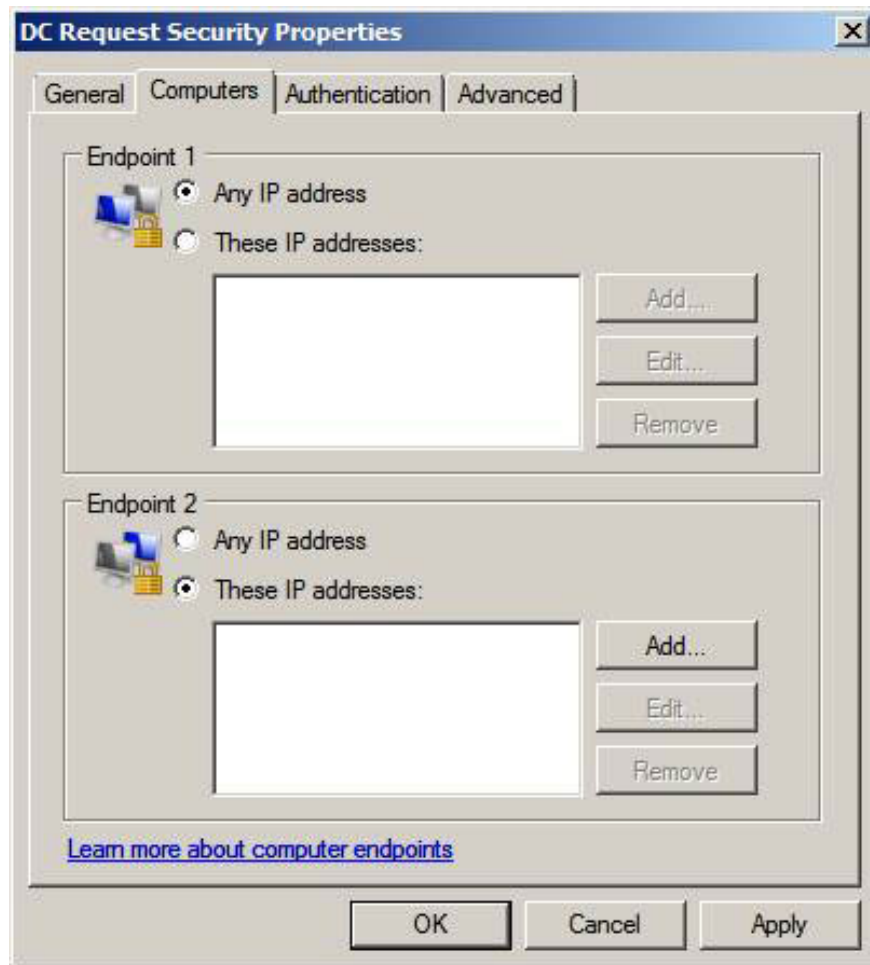 DC Request Security Properties
General Computers Authentication Advanced
Endpoint 1
Any IP address
These IP addresses:
Add...
Edit...
Remove
Endpoint 2
Any IP address
These IP addresses:
Add...
Edit...
Remove
Learn more about computer endpoints
OK Cancel Apply